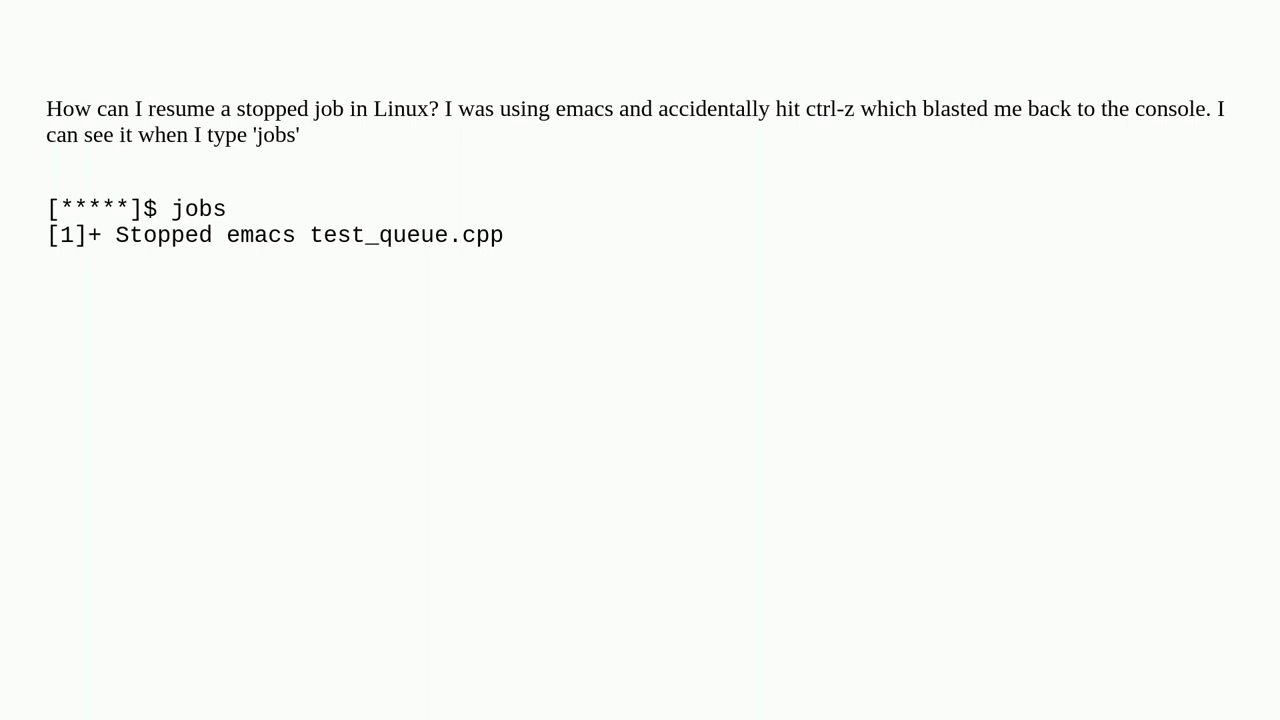 How can I resume a stopped job in Linux? I was using emacs and accidentally hit ctrl-z which blasted me back to the console. I
can see it when I type 'jobs'
[*****]$ jobs
[1]+ Stopped emacs test_queue.cpp